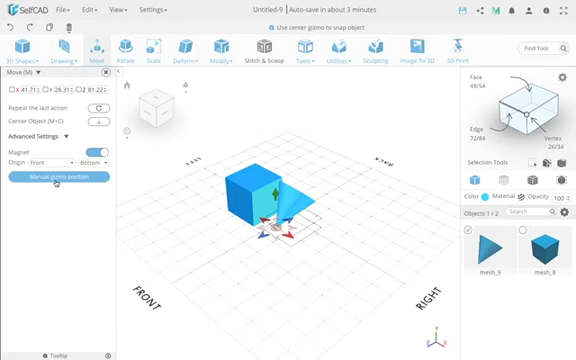 SelfCAD File Edit View Settings Untitled-9 | Auto-save in about 3 minutes
Use center gizmo to snap object
3D Shapes Drawing Move Rotate Scale Deform Modify Stitch & Scoop Tools Utilities Sculpting Image To 3D 3D Print Find Tool
Move (M)
X 41.71 Y 28.31 Z 81.22
Repeat the last action
Center Object (M+C)
Advanced Settings
Magnet
Origin Front Bottom
Manual gizmo position
LEFT
BACK
FRONT
RIGHT
Face
48/54
Edge
72/84
Vertex
26/34
Selection Tools
Color Material Opacity 100
Objects 1 / 2 Search
mesh_9 mesh_8
Z
X
Tooltip